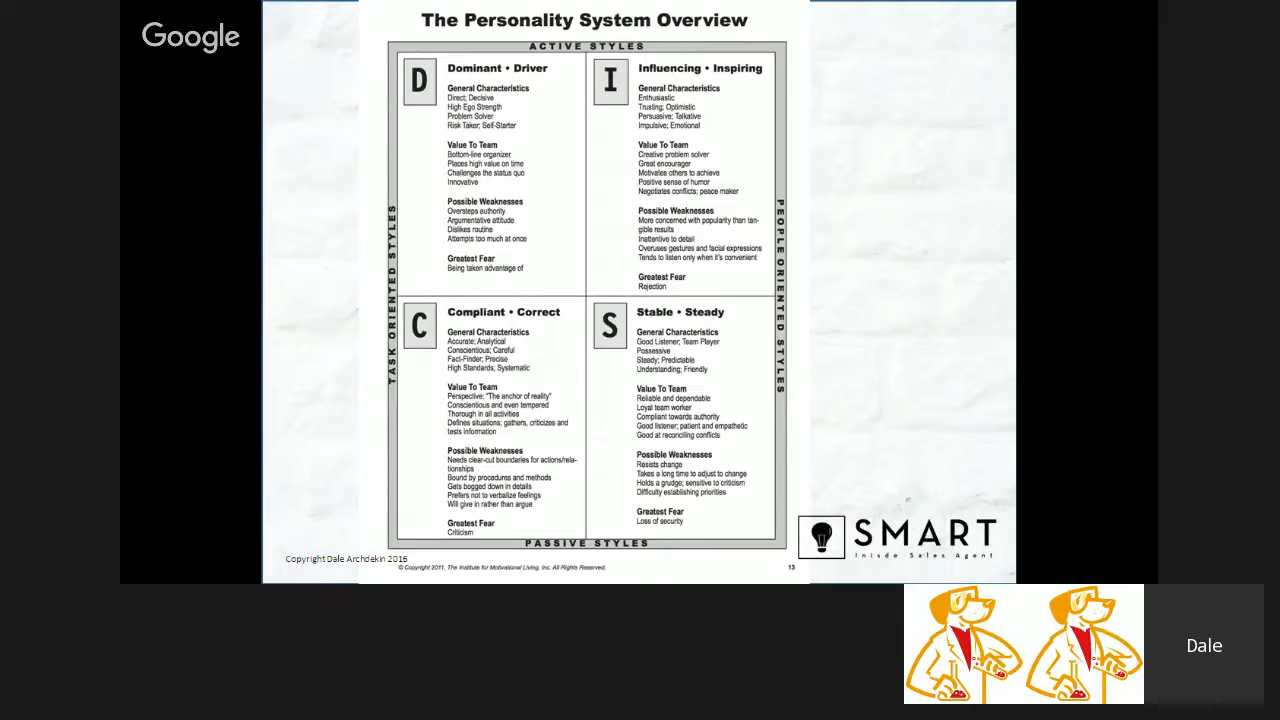 Google
The Personality System Overview
ACTIVE STYLES
TASK ORIENTED STYLES
D
Dominant • Driver
General Characteristics
Direct; Decisive
High Ego Strength
Problem Solver
Risk Taker; Self-Starter
Value To Team
Bottom-line organizer
Places high value on time
Challenges the status quo
Innovative
Possible Weaknesses
Oversteps authority
Argumentative attitude
Dislikes routine
Attempts too much at once
Greatest Fear
Being taken advantage of
I
Influencing • Inspiring
General Characteristics
Enthusiastic
Trusting; Optimistic
Persuasive; Talkative
Impulsive; Emotional
Value To Team
Creative problem solver
Great encourager
Motivates others to achieve
Positive sense of humor
Negotiates conflicts; peace maker
Possible Weaknesses
More concerned with popularity than tan-
gible results
Inattentive to detail
Overuses gestures and facial expressions
Tends to listen only when it's convenient
Greatest Fear
Rejection
PEOPLE ORIENTED STYLES
C
Compliant • Correct
General Characteristics
Accurate; Analytical
Conscientious; Careful
Fact-Finder; Precise
High Standards; Systematic
Value To Team
Perspective: "The anchor of reality"
Conscientious and even tempered
Thorough in all activities
Defines situations; gathers, criticizes and
tests information
Possible Weaknesses
Needs clear-cut boundaries for actions/rela-
tionships
Bound by procedures and methods
Gets bogged down in details
Prefers not to verbalize feelings
Will give in rather than argue
Greatest Fear
Criticism
S
Stable • Steady
General Characteristics
Good Listener; Team Player
Possessive
Steady; Predictable
Understanding; Friendly
Value To Team
Reliable and dependable
Loyal team worker
Compliant towards authority
Good listener; patient and empathetic
Good at reconciling conflicts
Possible Weaknesses
Resists change
Takes a long time to adjust to change
Holds a grudge; sensitive to criticism
Difficulty establishing priorities
Greatest Fear
Loss of security
PASSIVE STYLES
SMART
Inisde Sales Agent
Copyright Dale Archdekin 2016
© Copyright 2011, The Institute for Motivational Living, Inc. All Rights Reserved.
13
Dale